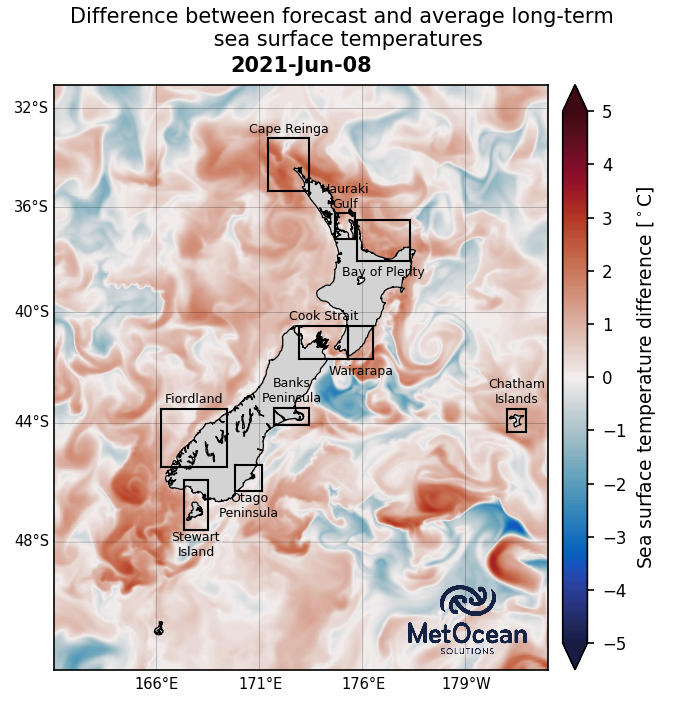 Difference between forecast and average long-term
sea surface temperatures
2021-Jun-08
32°S
36°S
40°S
44°S
48°S
Cape Reinga
Hauraki
Gulf
Bay of Plenty
Cook Strait
Wairarapa
Banks
Peninsula
Chatham
Islands
Fiordland
Otago
Peninsula
Stewart
Island
MetOcean
SOLUTIONS
166°E
171°E
176°E
179°W
5
4
3
2
1
0
−1
−2
−3
−4
−5
Sea surface temperature difference [°C]